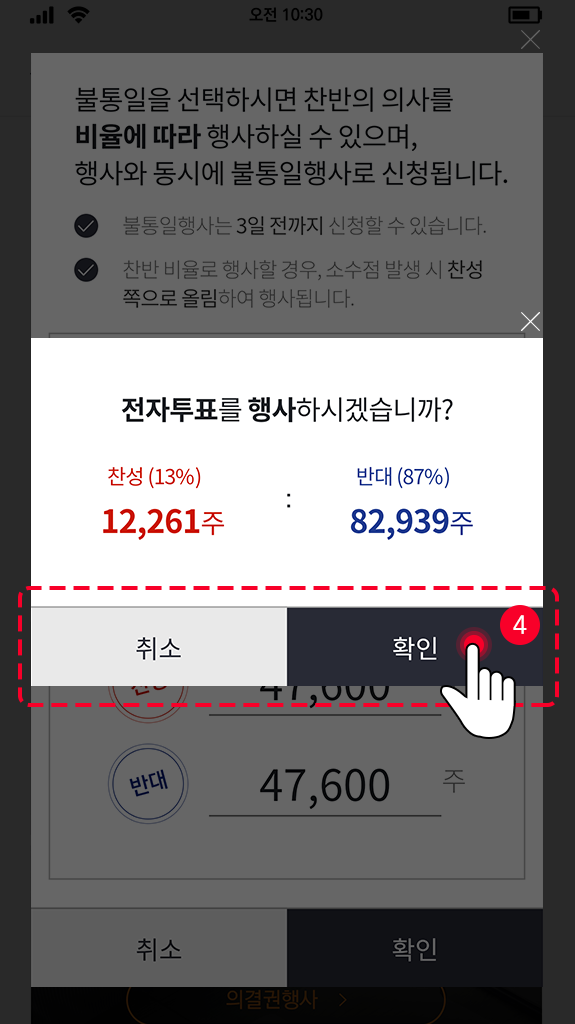 오전 10:30
불통일을 선택하시면 찬반의 의사를
비율에 따라 행사하실 수 있으며,
행사와 동시에 불통일행사로 신청됩니다.
불통일행사는 3일 전까지 신청할 수 있습니다.
찬반 비율로 행사할 경우, 소수점 발생 시 찬성
쪽으로 올림하여 행사됩니다.
전자투표를 행사하시겠습니까?
찬성 (13%) : 반대 (87%)
12,261주 82,939주
4
취소 확인
47,600
반대 47,600 주
취소 확인
의결권행사 >